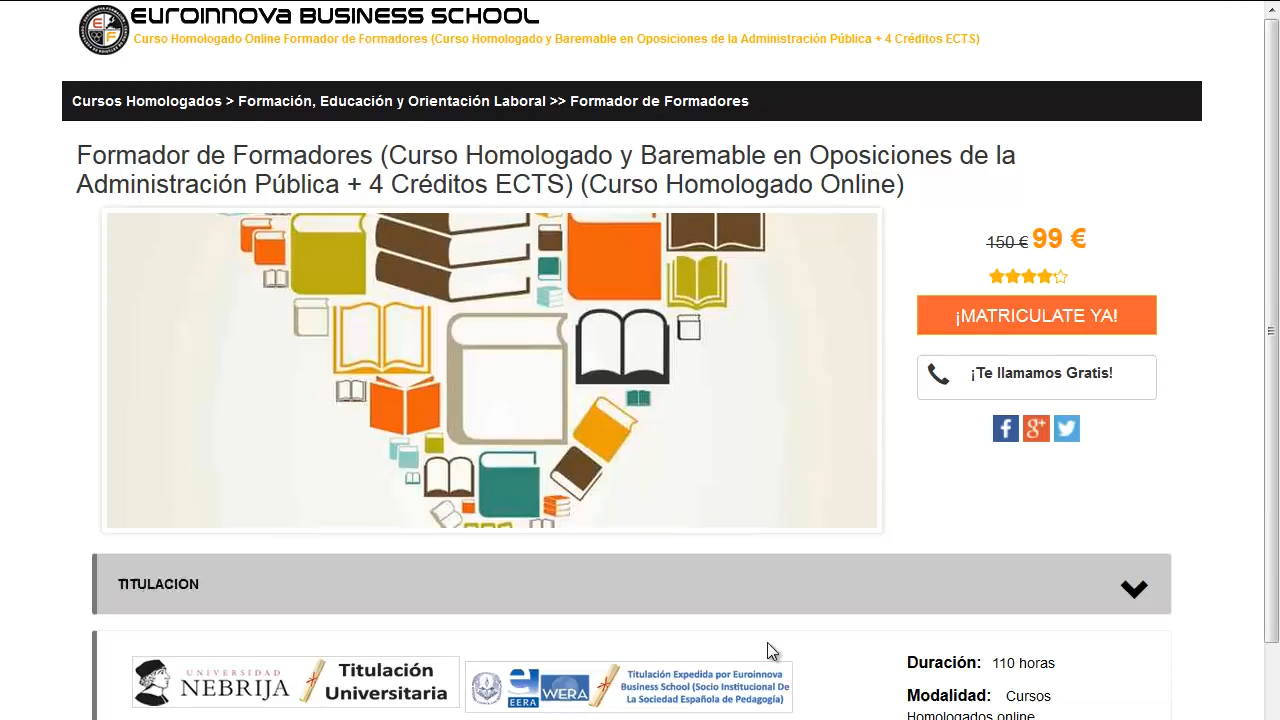 EUROINNOVA BUSINESS SCHOOL
Curso Homologado Online Formador de Formadores (Curso Homologado y Baremable en Oposiciones de la Administración Pública + 4 Créditos ECTS)
Cursos Homologados > Formación, Educación y Orientación Laboral >> Formador de Formadores
Formador de Formadores (Curso Homologado y Baremable en Oposiciones de la
Administración Pública + 4 Créditos ECTS) (Curso Homologado Online)
150 € 99 €
¡MATRICULATE YA!
¡Te llamamos Gratis!
f g+
TITULACION
UNIVERSIDAD
NEBRIJA
Titulación
Universitaria
EERA
WERA
Titulación Expedida por Euroinnova
Business School (Socio Institucional De
La Sociedad Española de Pedagogía)
Duración: 110 horas
Modalidad: Cursos
Homologados online